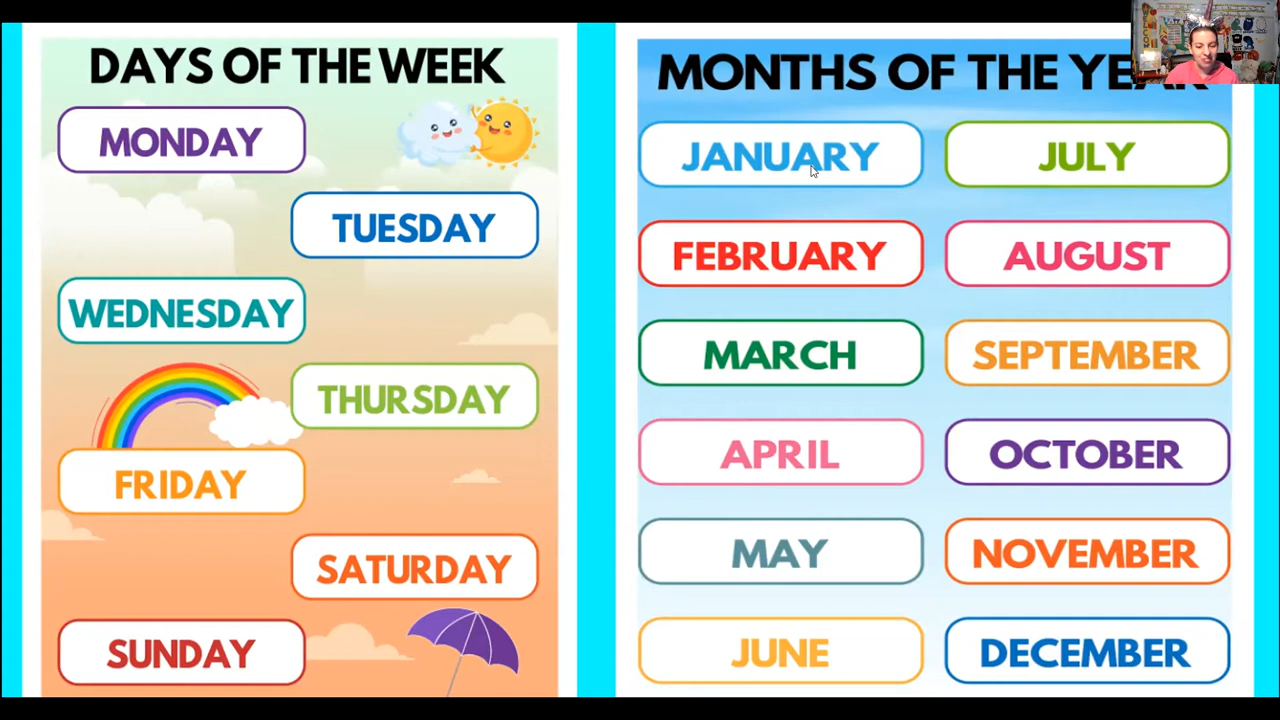 DAYS OF THE WEEK
MONDAY
TUESDAY
WEDNESDAY
THURSDAY
FRIDAY
SATURDAY
SUNDAY
MONTHS OF THE YEAR
JANUARY
FEBRUARY
MARCH
APRIL
MAY
JUNE
JULY
AUGUST
SEPTEMBER
OCTOBER
NOVEMBER
DECEMBER